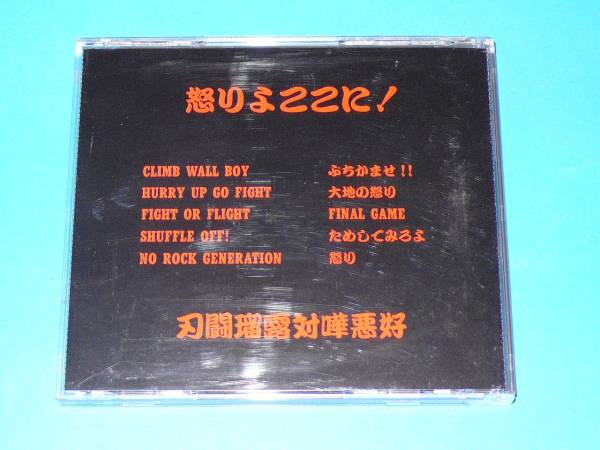 怒りよここに!
CLIMB WALL BOY
HURRY UP GO FIGHT
FIGHT OR FLIGHT
SHUFFLE OFF!
NO ROCK GENERATION
ぶちかませ!!
大地の怒り
FINAL GAME
ためしてみろよ
怒り
刃闘瑠露対嘩悪好